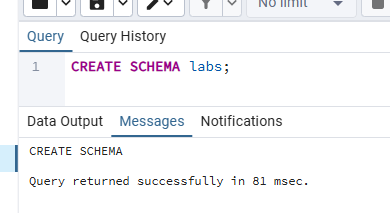 No limit
Query Query History
1 CREATE SCHEMA labs;
Data Output Messages Notifications
CREATE SCHEMA
Query returned successfully in 81 msec.